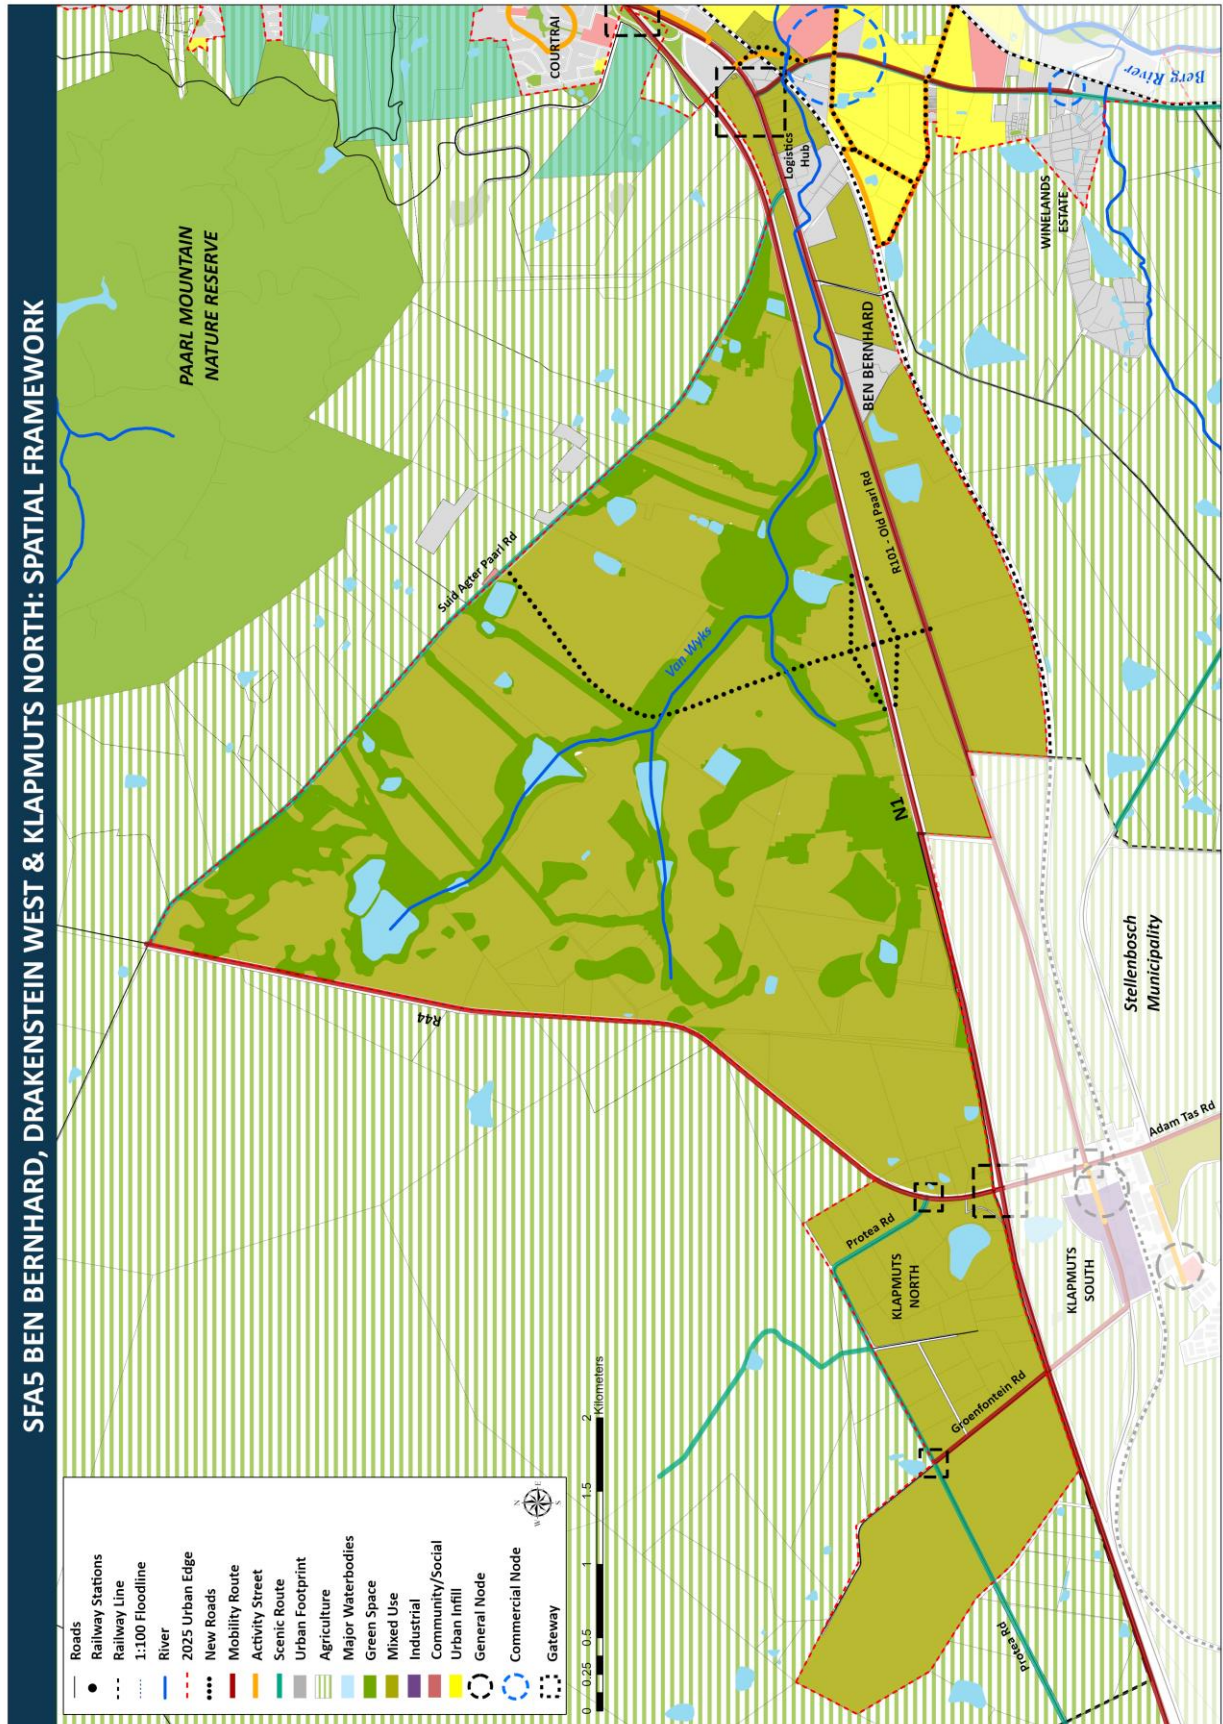 SFA5 BEN BERNHARD, DRAKENSTEIN WEST & KLAPMUTS NORTH: SPATIAL FRAMEWORK
PAARL MOUNTAIN
NATURE RESERVE
COURTRAI
Berg River
Logistics
Hub
WINELANDS
ESTATE
BEN BERNHARD
R101 - Old Paarl Rd
Suid Agter Paarl Rd
Van Wyks
N1
R44
Stellenbosch
Municipality
Adam Tas Rd
Protea Rd
KLAPMUTS
NORTH
KLAPMUTS
SOUTH
Groenfontein Rd
Protea Rd
Roads
Railway Stations
Railway Line
1:100 Floodline
River
2025 Urban Edge
New Roads
Mobility Route
Activity Street
Scenic Route
Urban Footprint
Agriculture
Major Waterbodies
Green Space
Mixed Use
Industrial
Community/Social
Urban Infill
General Node
Commercial Node
Gateway
N
E
S
W
0 0.25 0.5 1 1.5 2
Kilometers